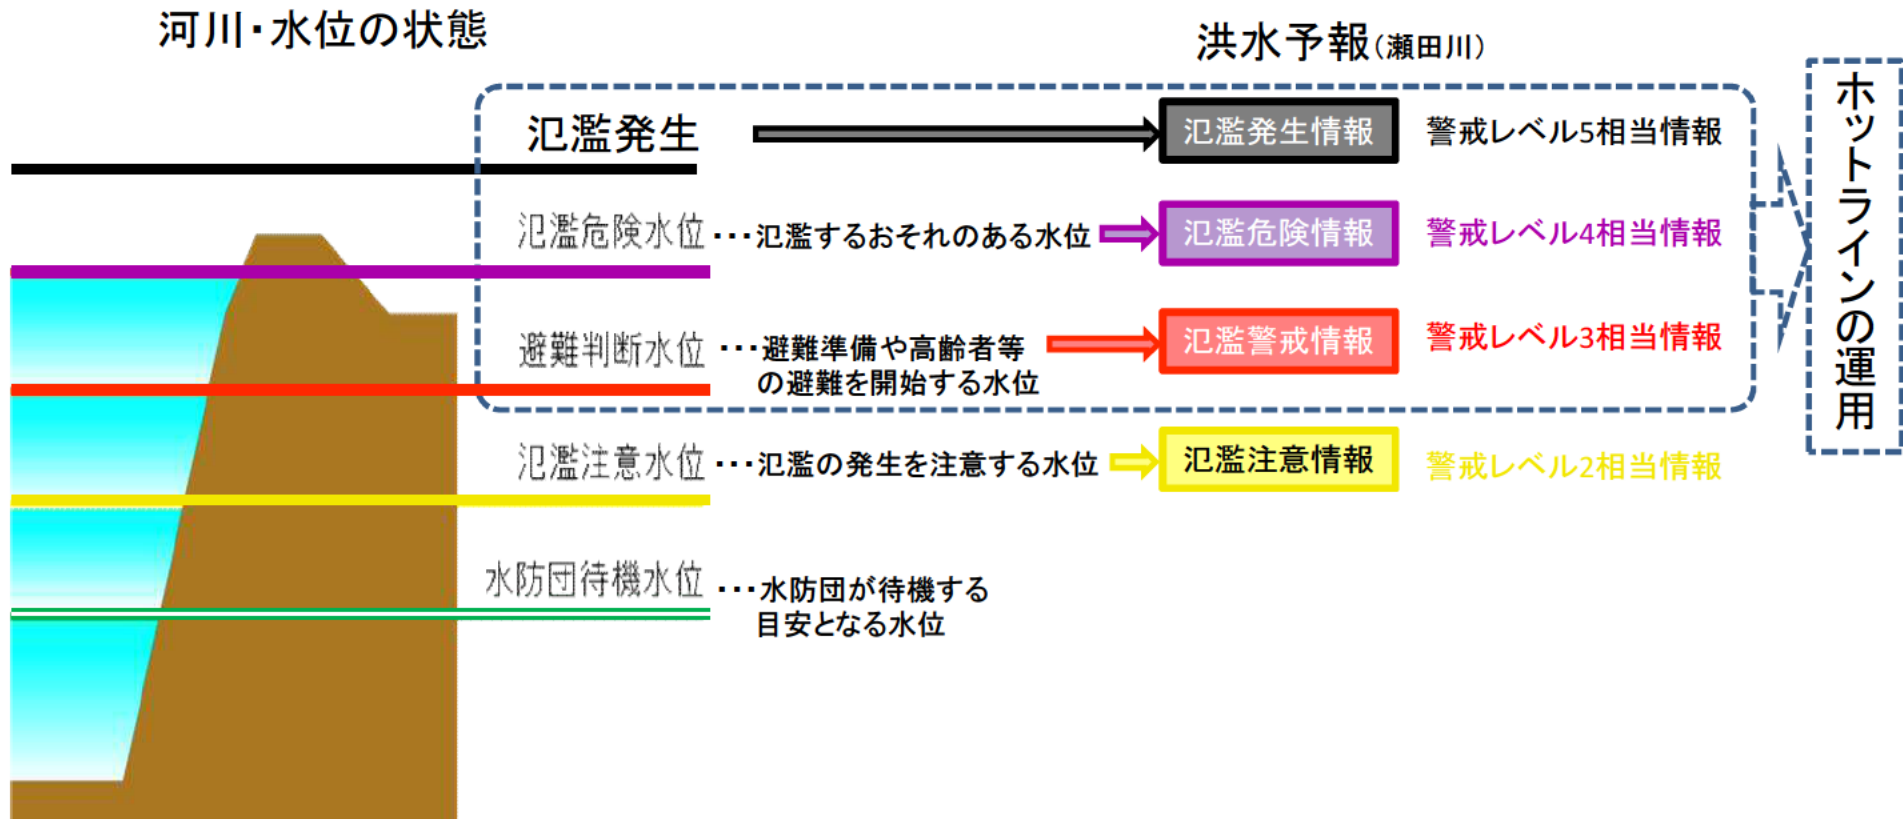 河川・水位の状態
洪水予報(瀬田川)
氾濫発生
氾濫発生情報
警戒レベル5相当情報
氾濫危険水位
・・・氾濫するおそれのある水位
氾濫危険情報
警戒レベル4相当情報
避難判断水位
・・・避難準備や高齢者等
の避難を開始する水位
氾濫警戒情報
警戒レベル3相当情報
氾濫注意水位
・・・氾濫の発生を注意する水位
氾濫注意情報
警戒レベル2相当情報
水防団待機水位
・・・水防団が待機する
目安となる水位
ホットラインの運用